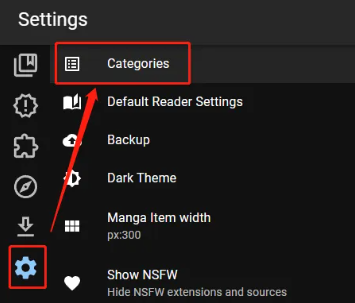 Settings
Categories
Default Reader Settings
Backup
Dark Theme
Manga Item width
px:300
Show NSFW
Hide NSFW extensions and sources